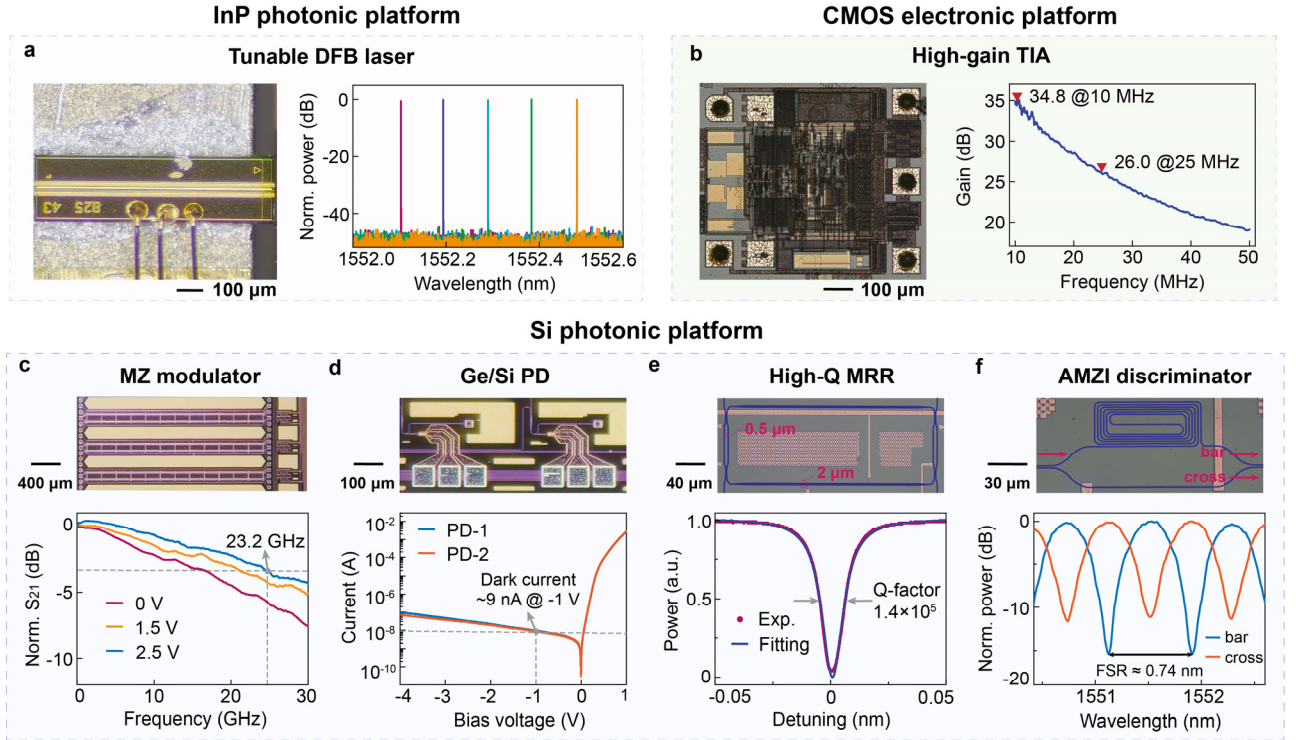 InP photonic platform
CMOS electronic platform
a
Tunable DFB laser
43 B25
100 µm
Norm. power (dB)
0
-20
-40
1552.0 1552.2 1552.4 1552.6
Wavelength (nm)
b
High-gain TIA
100 µm
Gain (dB)
35
30
25
20
34.8 @10 MHz
26.0 @25 MHz
10 20 30 40 50
Frequency (MHz)
Si photonic platform
c
MZ modulator
400 µm
Norm. S21 (dB)
0
-5
-10
23.2 GHz
0 V
1.5 V
2.5 V
0 10 20 30
Frequency (GHz)
d
Ge/Si PD
100 µm
Current (A)
10⁻²
10⁻⁴
10⁻⁶
10⁻⁸
10⁻¹⁰
PD-1
PD-2
Dark current
~9 nA @ -1 V
-4 -3 -2 -1 0 1
Bias voltage (V)
e
High-Q MRR
0.5 µm
2 µm
40 µm
Power (a.u.)
1.0
0.5
0
Q-factor
1.4×10⁵
Exp.
Fitting
-0.05 0 0.05
Detuning (nm)
f
AMZI discriminator
bar
cross
30 µm
Norm. power (dB)
0
-10
-20
bar
cross
FSR ≈ 0.74 nm
1551 1552
Wavelength (nm)